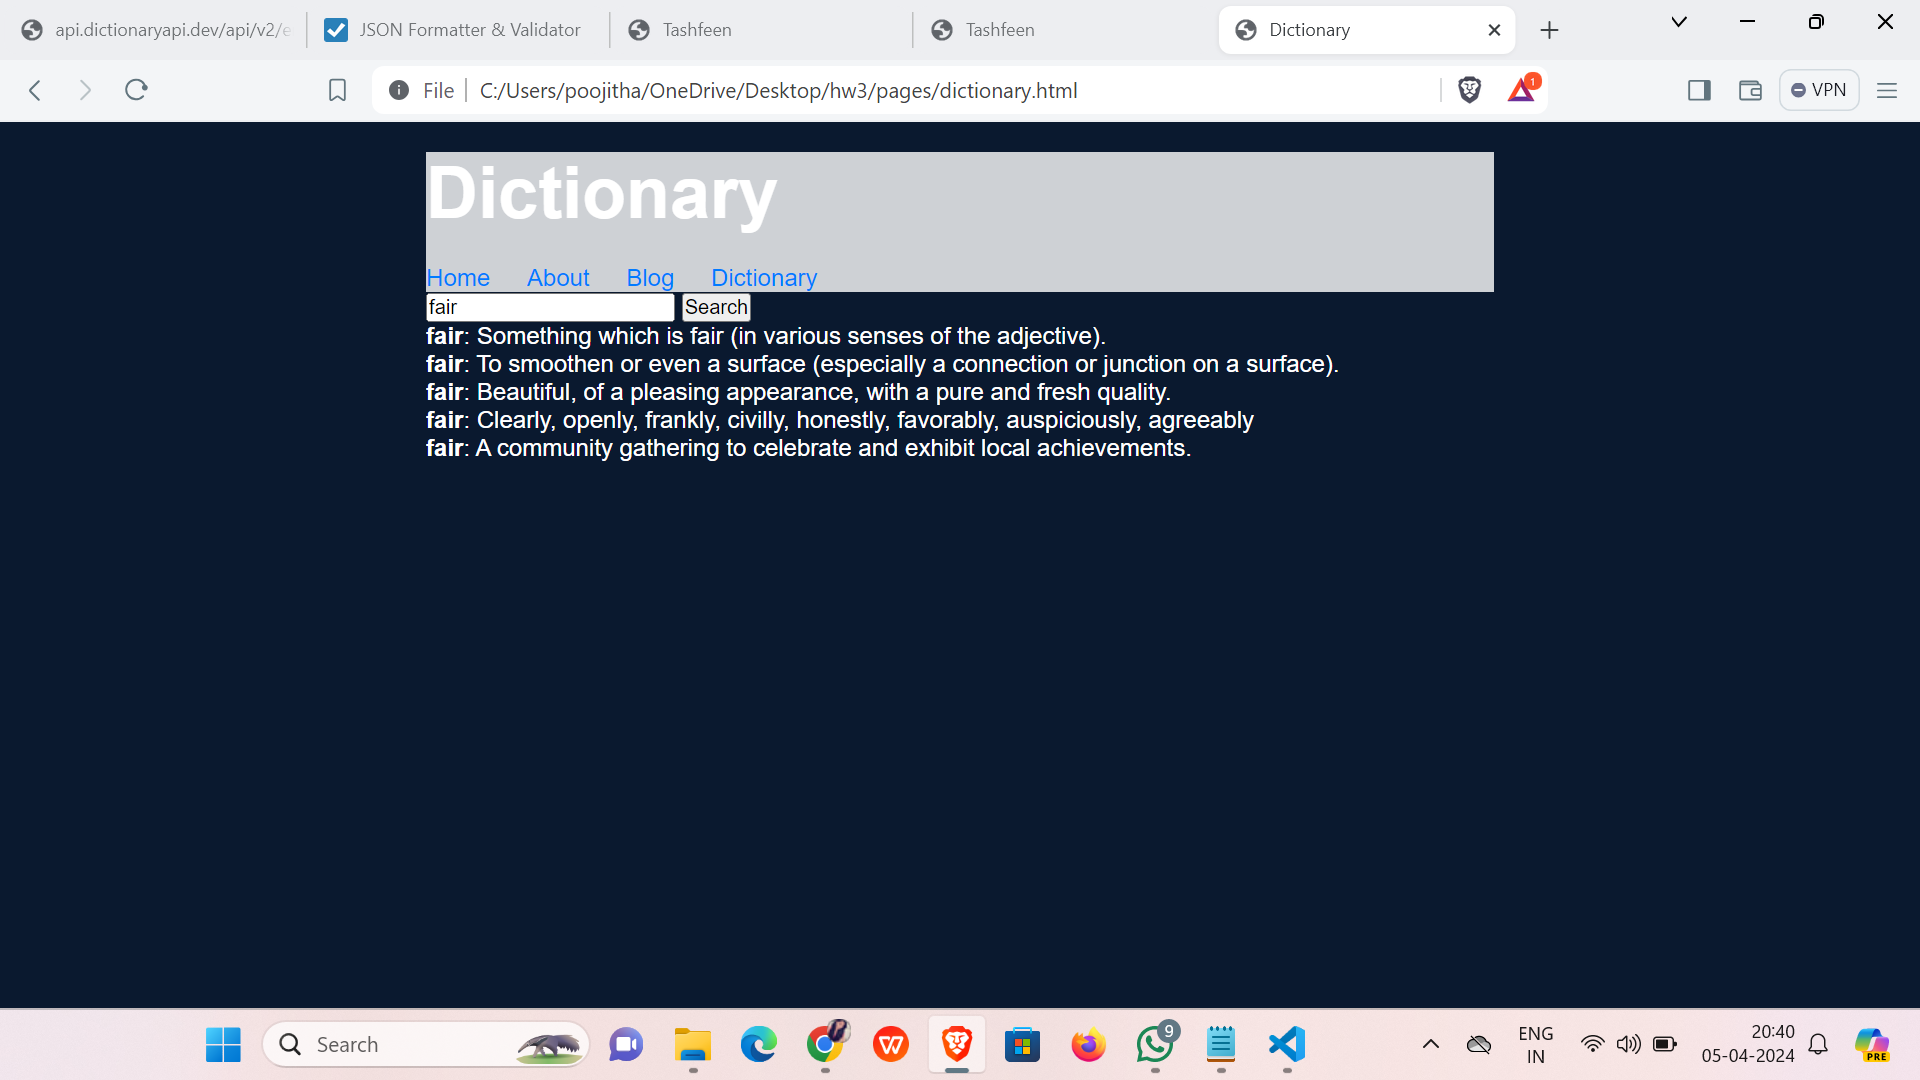 api.dictionaryapi.dev/api/v2/e
JSON Formatter & Validator
Tashfeen
Tashfeen
Dictionary
File
C:/Users/poojitha/OneDrive/Desktop/hw3/pages/dictionary.html
1
VPN
Dictionary
Home About Blog Dictionary
fair Search
fair: Something which is fair (in various senses of the adjective).
fair: To smoothen or even a surface (especially a connection or junction on a surface).
fair: Beautiful, of a pleasing appearance, with a pure and fresh quality.
fair: Clearly, openly, frankly, civilly, honestly, favorably, auspiciously, agreeably
fair: A community gathering to celebrate and exhibit local achievements.
Search
W
9
ENG
IN
20:40
05-04-2024
PRE